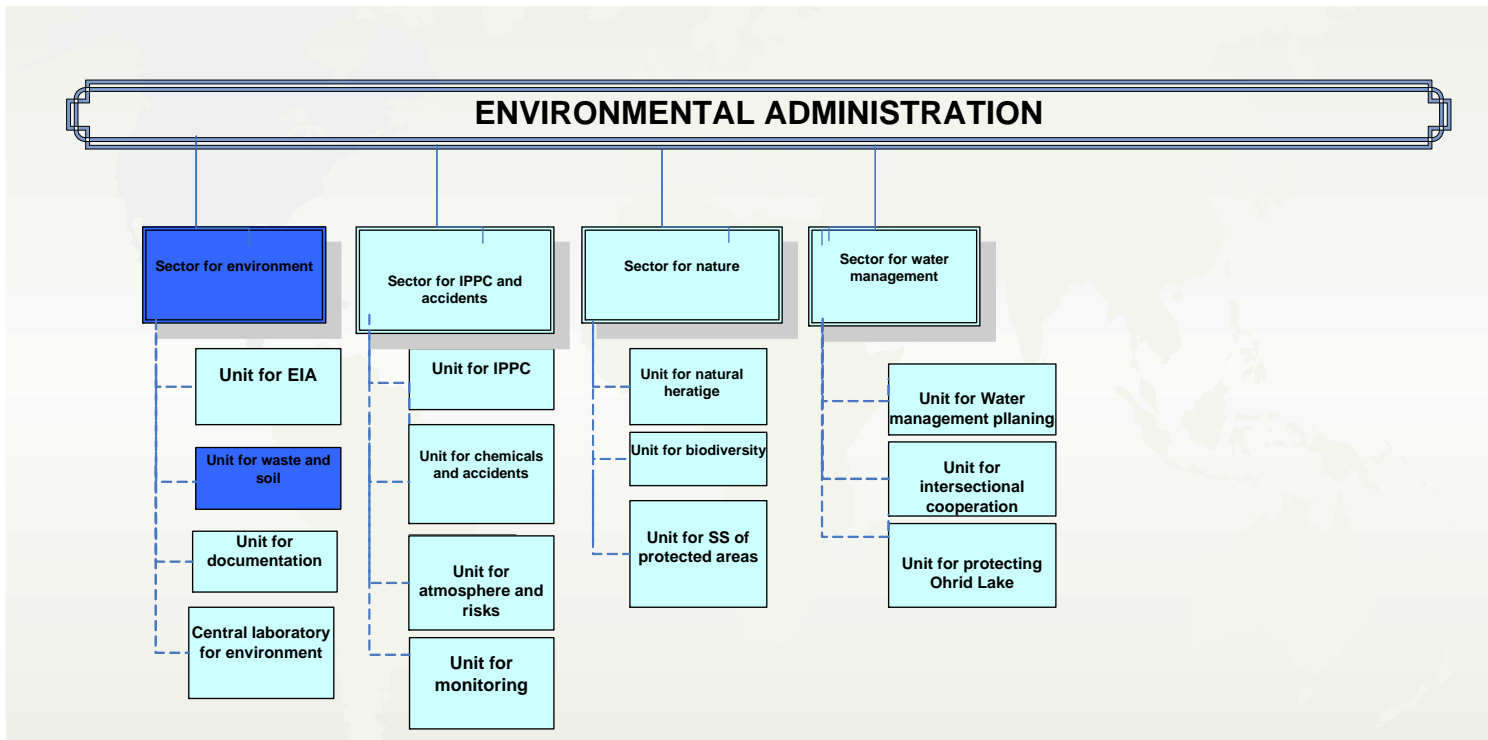 ENVIRONMENTAL ADMINISTRATION
Sector for environment
Unit for EIA
Unit for waste and
soil
Unit for
documentation
Central laboratory
for environment
Sector for IPPC and
accidents
Unit for IPPC
Unit for chemicals
and accidents
Unit for
atmosphere and
risks
Unit for
monitoring
Sector for nature
Unit for natural
heratige
Unit for biodiversity
Unit for SS of
protected areas
Sector for water
management
Unit for Water
management pllaning
Unit for
intersectional
cooperation
Unit for protecting
Ohrid Lake